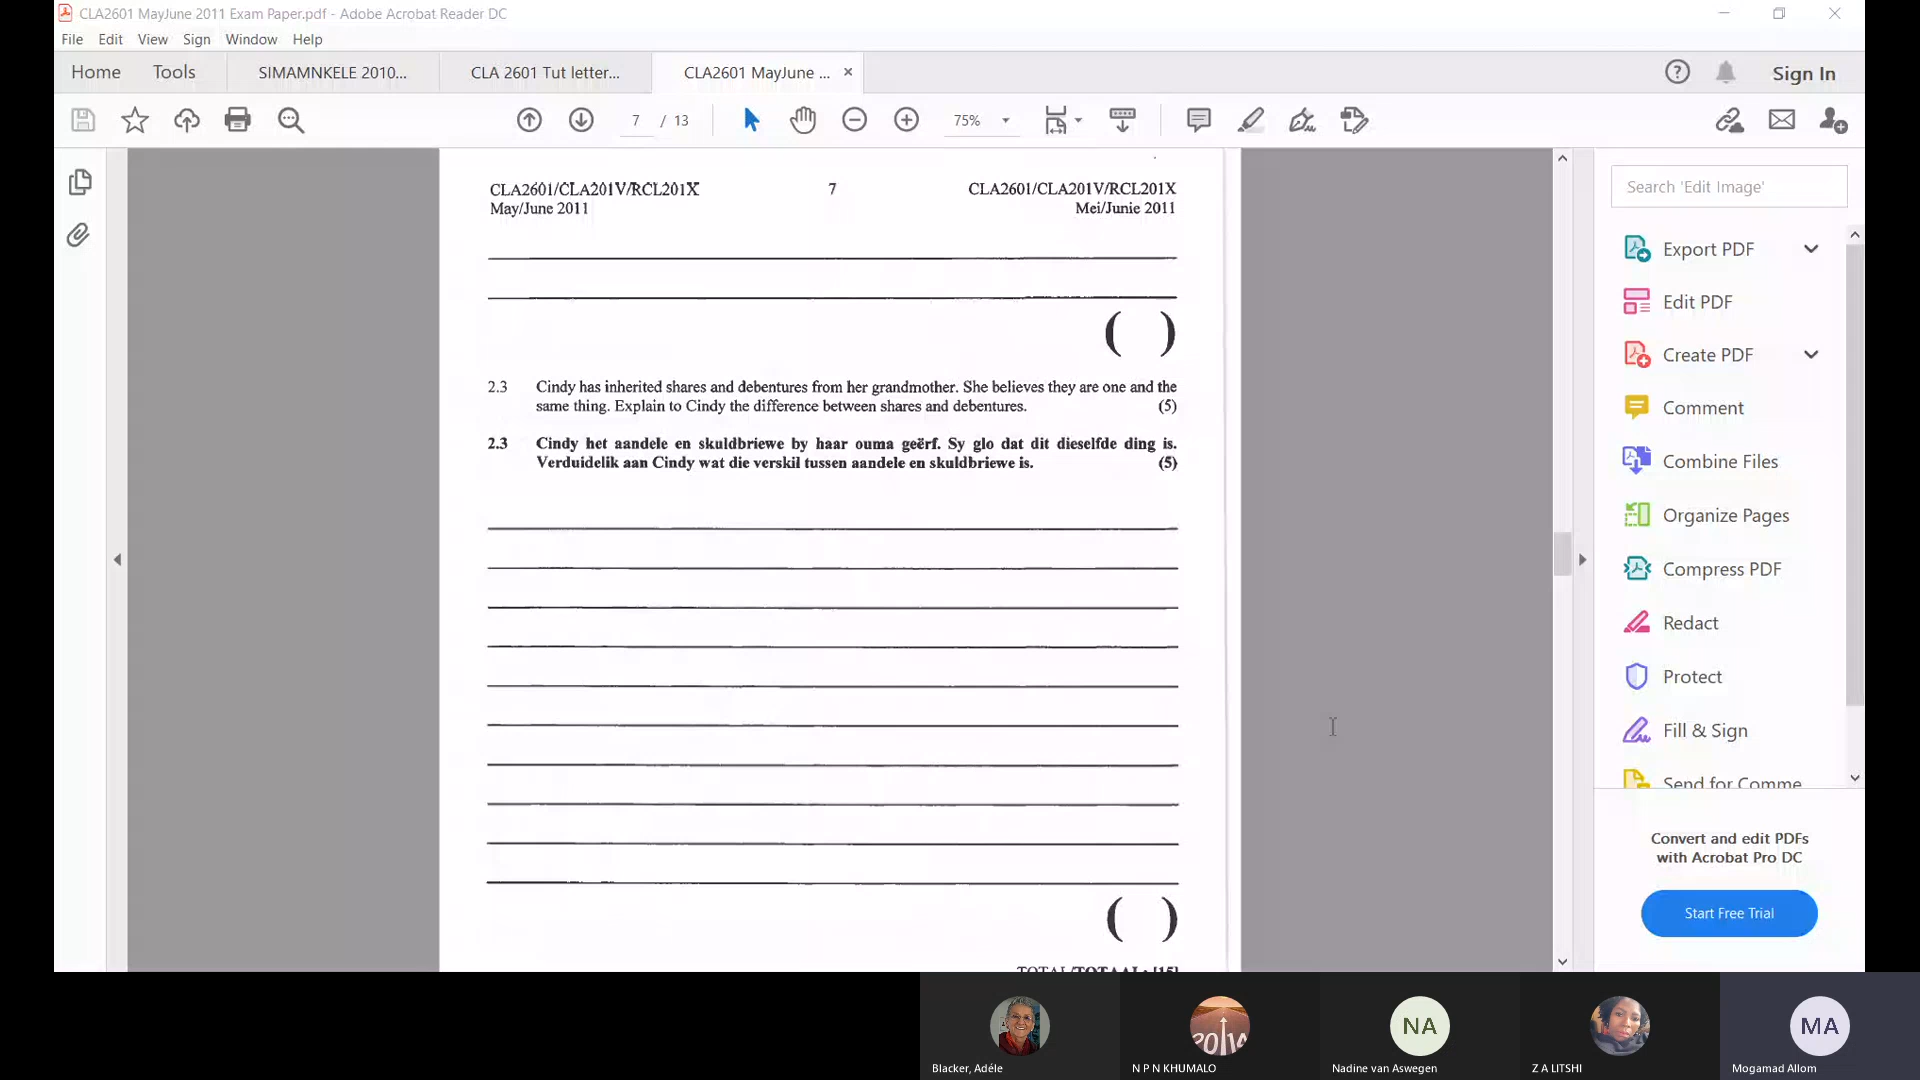 CLA2601 MayJune 2011 Exam Paper.pdf - Adobe Acrobat Reader DC
File Edit View Sign Window Help
Home Tools SIMAMNKELE 2010... CLA 2601 Tut letter... CLA2601 MayJune ... × Sign In
7 / 13 75%
CLA2601/CLA201V/RCL201X 7 CLA2601/CLA201V/RCL201X
May/June 2011 Mei/Junie 2011
( )
2.3 Cindy has inherited shares and debentures from her grandmother. She believes they are one and the
same thing. Explain to Cindy the difference between shares and debentures. (5)
2.3 Cindy het aandele en skuldbriewe by haar ouma geërf. Sy glo dat dit dieselfde ding is.
Verduidelik aan Cindy wat die verskil tussen aandele en skuldbriewe is. (5)
( )
TOTAL/TOTAAL: [15]
Search 'Edit Image'
Export PDF
Edit PDF
Create PDF
Comment
Combine Files
Organize Pages
Compress PDF
Redact
Protect
Fill & Sign
Send for Comme
Convert and edit PDFs
with Acrobat Pro DC
Start Free Trial
2014
NA
MA
Blacker, Adéle
N P N KHUMALO
Nadine van Aswegen
Z A LITSHI
Mogamad Allom